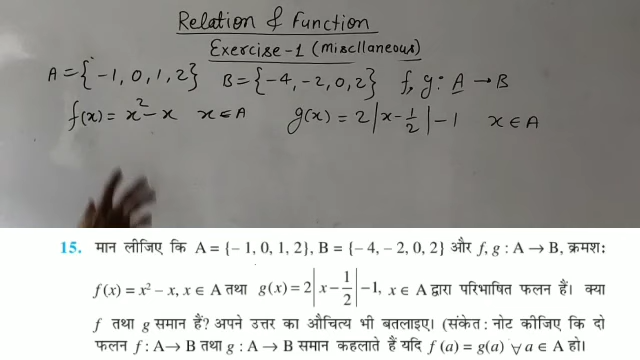 Relation & Function
Exercise-1 (Miscllaneous)
A = {-1, 0, 1, 2} B = {-4, -2, 0, 2} f, g: A → B
f(x) = x² - x x ∈ A g(x) = 2|x - 1/2| - 1 x ∈ A
15. मान लीजिए कि A = {– 1, 0, 1, 2}, B = {– 4, – 2, 0, 2} और f, g : A → B, क्रमश:
f(x) = x² – x, x ∈ A तथा g(x) = 2|x – 1/2| – 1, x ∈ A द्वारा परिभाषित फलन हैं। क्या
f तथा g समान हैं? अपने उत्तर का औचित्य भी बतलाइए। (संकेत : नोट कीजिए कि दो
फलन f : A → B तथा g : A → B समान कहलाते हैं यदि f (a) = g(a) ∀ a ∈ A हो।